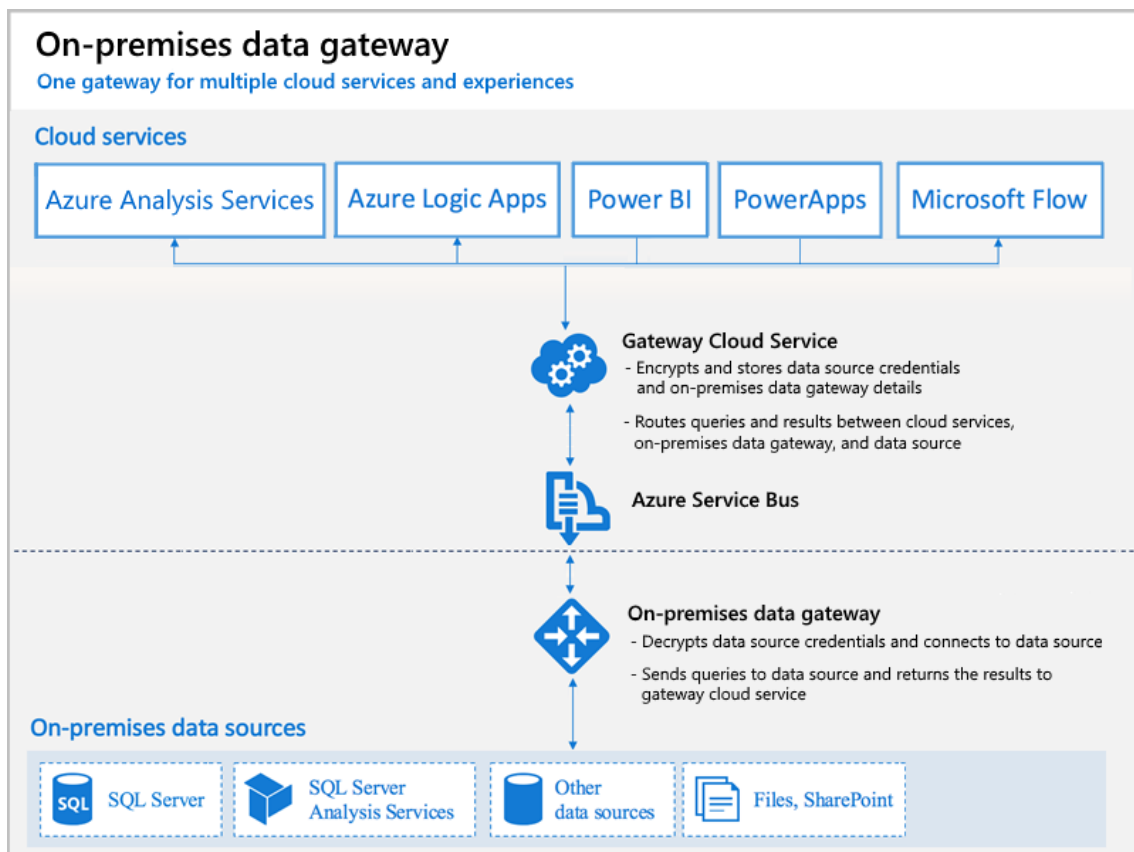 On-premises data gateway
One gateway for multiple cloud services and experiences
Cloud services
Azure Analysis Services
Azure Logic Apps
Power BI
PowerApps
Microsoft Flow
Gateway Cloud Service
- Encrypts and stores data source credentials
and on-premises data gateway details
- Routes queries and results between cloud services,
on-premises data gateway, and data source
Azure Service Bus
On-premises data gateway
- Decrypts data source credentials and connects to data source
- Sends queries to data source and returns the results to
gateway cloud service
On-premises data sources
SQL
SQL Server
SQL Server
Analysis Services
Other
data sources
Files, SharePoint